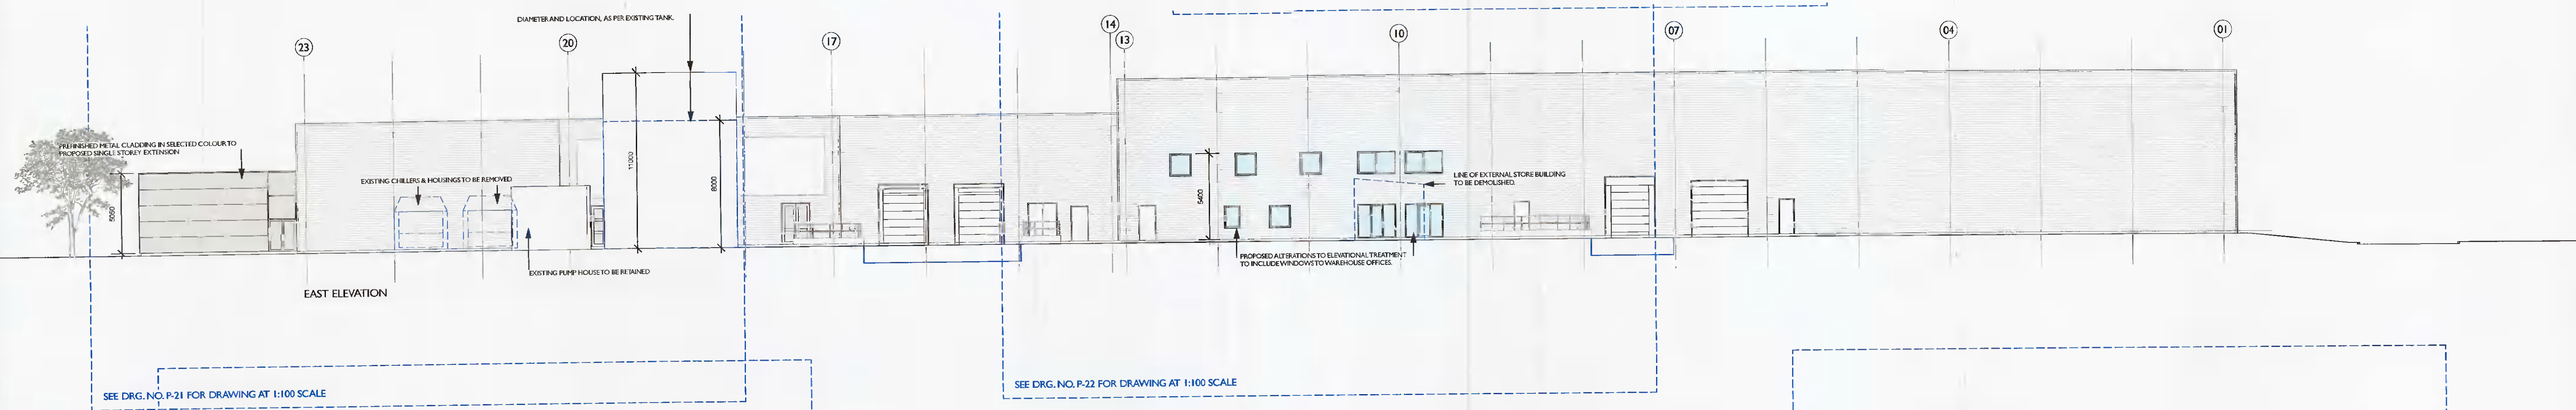 DIAMETER AND LOCATION, AS PER EXISTING TANK.
23
20
17
14
13
10
07
04
01
PREFINISHED METAL CLADDING IN SELECTED COLOUR TO
PROPOSED SINGLE STOREY EXTENSION
EXISTING CHILLERS & HOUSINGS TO BE REMOVED
5050
11000
8000
5400
LINE OF EXTERNAL STORE BUILDING
TO BE DEMOLISHED.
EXISTING PUMP HOUSE TO BE RETAINED
PROPOSED ALTERATIONS TO ELEVATIONAL TREATMENT
TO INCLUDE WINDOWS TO WAREHOUSE OFFICES.
EAST ELEVATION
SEE DRG. NO. P-21 FOR DRAWING AT 1:100 SCALE
SEE DRG. NO. P-22 FOR DRAWING AT 1:100 SCALE